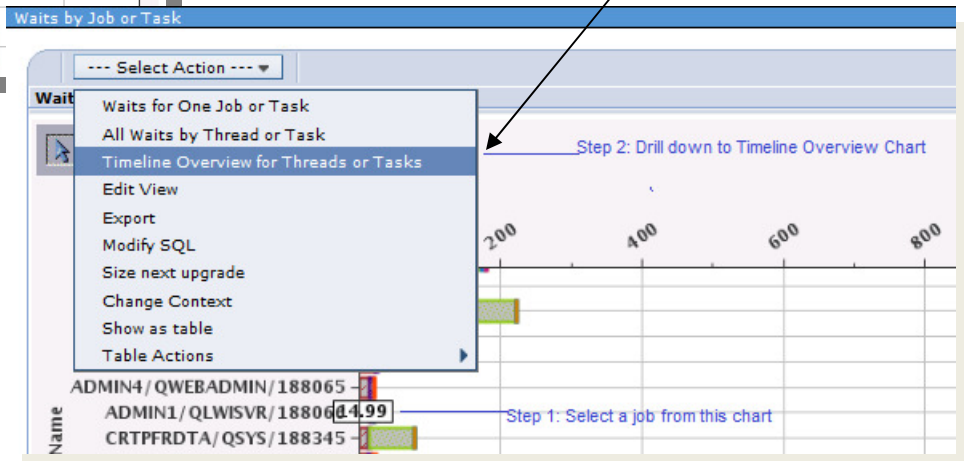 Waits by Job or Task
--- Select Action ---
Wait
Waits for One Job or Task
All Waits by Thread or Task
Timeline Overview for Threads or Tasks
Step 2: Drill down to Timeline Overview Chart
Edit View
Export
Modify SQL
Size next upgrade
Change Context
Show as table
Table Actions
200 400 600 800
ADMIN4/QWEBADMIN/188065
ADMIN1/QLWISVR/18806
14.99
Step 1: Select a job from this chart
CRTPFRDTA/QSYS/188345
Name